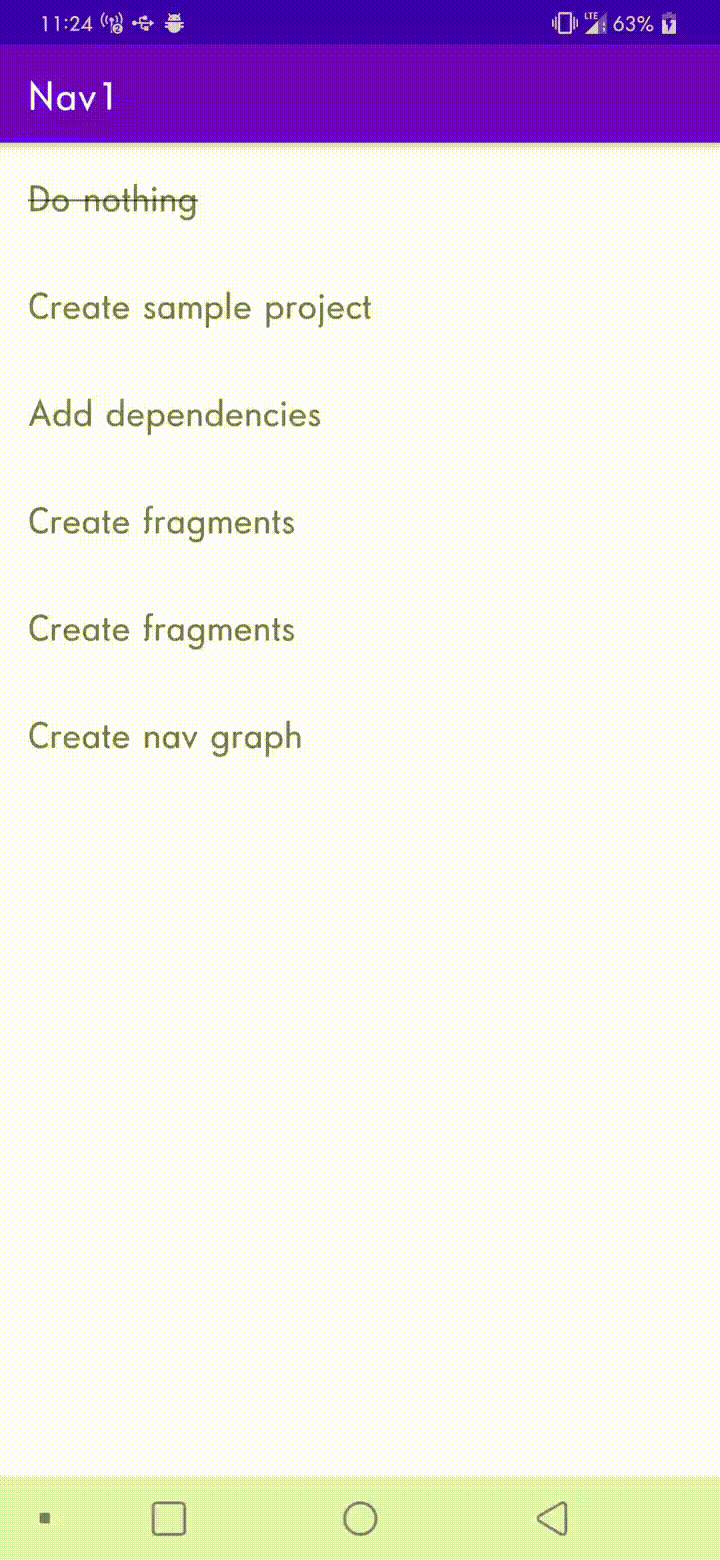 11:24 2 LTE 63%
Nav1
Do nothing
Create sample project
Add dependencies
Create fragments
Create fragments
Create nav graph